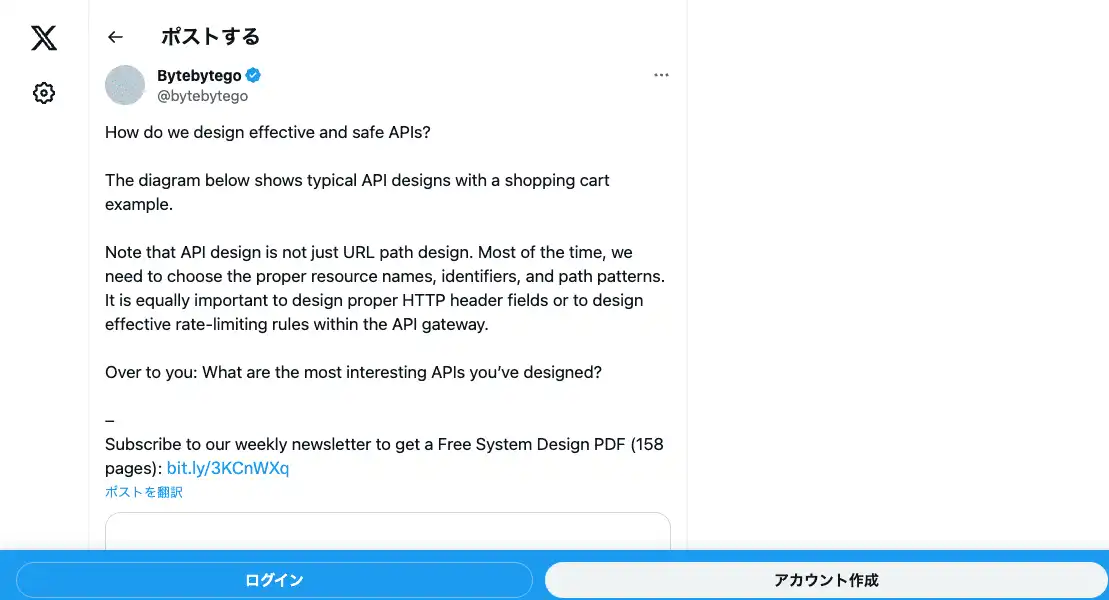 ポストする
Bytebytego
@bytebytego
How do we design effective and safe APIs?
The diagram below shows typical API designs with a shopping cart
example.
Note that API design is not just URL path design. Most of the time, we
need to choose the proper resource names, identifiers, and path patterns.
It is equally important to design proper HTTP header fields or to design
effective rate-limiting rules within the API gateway.
Over to you: What are the most interesting APIs you’ve designed?
–
Subscribe to our weekly newsletter to get a Free System Design PDF (158
pages): bit.ly/3KCnWXq
ポストを翻訳
ログイン
アカウント作成